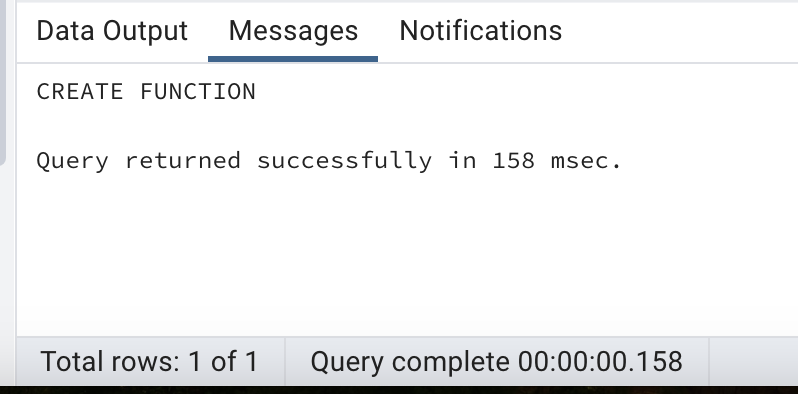 Data Output Messages Notifications
CREATE FUNCTION
Query returned successfully in 158 msec.
Total rows: 1 of 1 Query complete 00:00:00.158